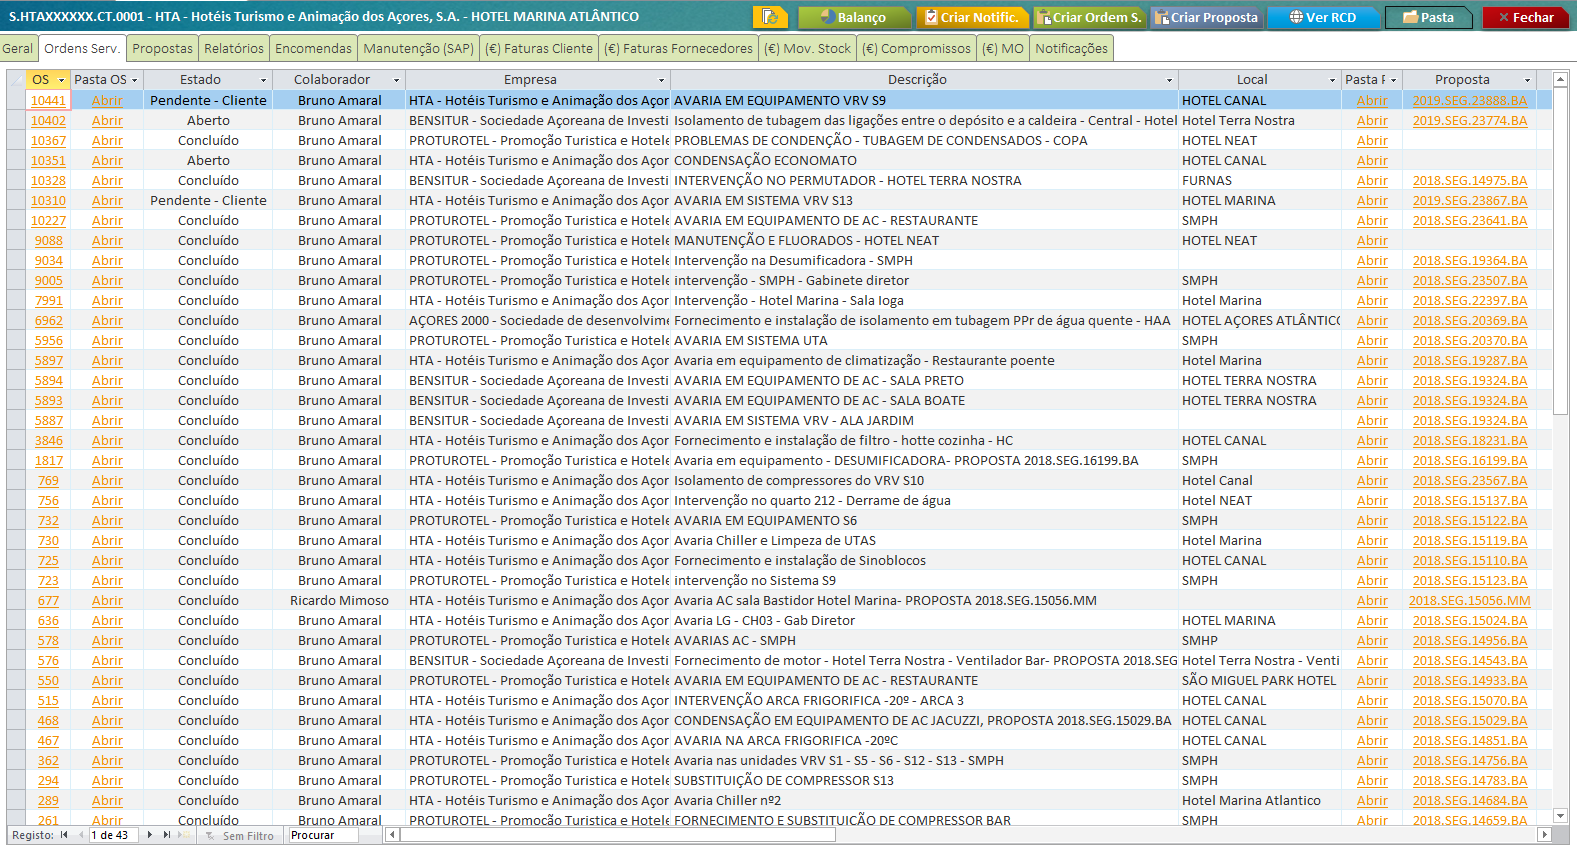 S.HTAXXXXXX.CT.0001 - HTA - Hotéis Turismo e Animação dos Açores, S.A. - HOTEL MARINA ATLÂNTICO Balanço Criar Notific. Criar Ordem S. Criar Proposta Ver RCD Pasta Fechar
Geral Ordens Serv. Propostas Relatórios Encomendas Manutenção (SAP) (€) Faturas Cliente (€) Faturas Fornecedores (€) Mov. Stock (€) Compromissos (€) MO Notificações
OS Pasta OS Estado Colaborador Empresa Descrição Local Pasta P Proposta
10441 Abrir Pendente - Cliente Bruno Amaral HTA - Hotéis Turismo e Animação dos Açor AVARIA EM EQUIPAMENTO VRV S9 HOTEL CANAL Abrir 2019.SEG.23888.BA
10402 Abrir Aberto Bruno Amaral BENSITUR - Sociedade Açoreana de Investi Isolamento de tubagem das ligações entre o depósito e a caldeira - Central - Hotel Hotel Terra Nostra Abrir 2019.SEG.23774.BA
10367 Abrir Concluído Bruno Amaral PROTUROTEL - Promoção Turistica e Hotele PROBLEMAS DE CONDENÇÃO - TUBAGEM DE CONDENSADOS - COPA HOTEL NEAT Abrir
10351 Abrir Aberto Bruno Amaral HTA - Hotéis Turismo e Animação dos Açor CONDENSAÇÃO ECONOMATO HOTEL CANAL Abrir
10328 Abrir Concluído Bruno Amaral BENSITUR - Sociedade Açoreana de Investi INTERVENÇÃO NO PERMUTADOR - HOTEL TERRA NOSTRA FURNAS Abrir 2018.SEG.14975.BA
10310 Abrir Pendente - Cliente Bruno Amaral HTA - Hotéis Turismo e Animação dos Açor AVARIA EM SISTEMA VRV S13 HOTEL MARINA Abrir 2019.SEG.23867.BA
10227 Abrir Concluído Bruno Amaral PROTUROTEL - Promoção Turistica e Hotele AVARIA EM EQUIPAMENTO DE AC - RESTAURANTE SMPH Abrir 2018.SEG.23641.BA
9088 Abrir Concluído Bruno Amaral PROTUROTEL - Promoção Turistica e Hotele MANUTENÇÃO E FLUORADOS - HOTEL NEAT HOTEL NEAT Abrir
9034 Abrir Concluído Bruno Amaral PROTUROTEL - Promoção Turistica e Hotele Intervenção na Desumificadora - SMPH Abrir 2018.SEG.19364.BA
9005 Abrir Concluído Bruno Amaral PROTUROTEL - Promoção Turistica e Hotele intervenção - SMPH - Gabinete diretor SMPH Abrir 2018.SEG.23507.BA
7991 Abrir Concluído Bruno Amaral HTA - Hotéis Turismo e Animação dos Açor Intervenção - Hotel Marina - Sala Ioga Hotel Marina Abrir 2018.SEG.22397.BA
6962 Abrir Concluído Bruno Amaral AÇORES 2000 - Sociedade de desenvolvime Fornecimento e instalação de isolamento em tubagem PPr de água quente - HAA HOTEL AÇORES ATLÂNTICO Abrir 2018.SEG.20369.BA
5956 Abrir Concluído Bruno Amaral PROTUROTEL - Promoção Turistica e Hotele AVARIA EM SISTEMA UTA SMPH Abrir 2018.SEG.20370.BA
5897 Abrir Concluído Bruno Amaral HTA - Hotéis Turismo e Animação dos Açor Avaria em equipamento de climatização - Restaurante poente Hotel Marina Abrir 2018.SEG.19287.BA
5894 Abrir Concluído Bruno Amaral BENSITUR - Sociedade Açoreana de Investi AVARIA EM EQUIPAMENTO DE AC - SALA PRETO HOTEL TERRA NOSTRA Abrir 2018.SEG.19324.BA
5893 Abrir Concluído Bruno Amaral BENSITUR - Sociedade Açoreana de Investi AVARIA EM EQUIPAMENTO DE AC - SALA BOATE HOTEL TERRA NOSTRA Abrir 2018.SEG.19324.BA
5887 Abrir Concluído Bruno Amaral BENSITUR - Sociedade Açoreana de Investi AVARIA EM SISTEMA VRV - ALA JARDIM Abrir 2018.SEG.19324.BA
3846 Abrir Concluído Bruno Amaral HTA - Hotéis Turismo e Animação dos Açor Fornecimento e instalação de filtro - hotte cozinha - HC HOTEL CANAL Abrir 2018.SEG.18231.BA
1817 Abrir Concluído Bruno Amaral PROTUROTEL - Promoção Turistica e Hotele Avaria em equipamento - DESUMIFICADORA- PROPOSTA 2018.SEG.16199.BA SMPH Abrir 2018.SEG.16199.BA
769 Abrir Concluído Bruno Amaral HTA - Hotéis Turismo e Animação dos Açor Isolamento de compressores do VRV S10 Hotel Canal Abrir 2018.SEG.23567.BA
756 Abrir Concluído Bruno Amaral PROTUROTEL - Promoção Turistica e Hotele Intervenção no quarto 212 - Derrame de água Hotel NEAT Abrir 2018.SEG.15137.BA
732 Abrir Concluído Bruno Amaral PROTUROTEL - Promoção Turistica e Hotele AVARIA EM EQUIPAMENTO S6 SMPH Abrir 2018.SEG.15122.BA
730 Abrir Concluído Bruno Amaral HTA - Hotéis Turismo e Animação dos Açor Avaria Chiller e Limpeza de UTAS Hotel Marina Abrir 2018.SEG.15119.BA
725 Abrir Concluído Bruno Amaral HTA - Hotéis Turismo e Animação dos Açor Fornecimento e instalação de Sinoblocos HOTEL CANAL Abrir 2018.SEG.15110.BA
723 Abrir Concluído Bruno Amaral PROTUROTEL - Promoção Turistica e Hotele intervenção no Sistema S9 SMPH Abrir 2018.SEG.15123.BA
677 Abrir Concluído Ricardo Mimoso HTA - Hotéis Turismo e Animação dos Açor Avaria AC sala Bastidor Hotel Marina- PROPOSTA 2018.SEG.15056.MM Abrir 2018.SEG.15056.MM
636 Abrir Concluído Bruno Amaral HTA - Hotéis Turismo e Animação dos Açor Avaria LG - CH03 - Gab Diretor HOTEL MARINA Abrir 2018.SEG.15024.BA
578 Abrir Concluído Bruno Amaral PROTUROTEL - Promoção Turistica e Hotele AVARIAS AC - SMPH SMHP Abrir 2018.SEG.14956.BA
576 Abrir Concluído Bruno Amaral BENSITUR - Sociedade Açoreana de Investi Fornecimento de motor - Hotel Terra Nostra - Ventilador Bar- PROPOSTA 2018.SEG Hotel Terra Nostra - Venti Abrir 2018.SEG.14543.BA
550 Abrir Concluído Bruno Amaral PROTUROTEL - Promoção Turistica e Hotele AVARIA EM EQUIPAMENTO DE AC - RESTAURANTE SÃO MIGUEL PARK HOTEL Abrir 2018.SEG.14933.BA
515 Abrir Concluído Bruno Amaral HTA - Hotéis Turismo e Animação dos Açor INTERVENÇÃO ARCA FRIGORIFICA -20º - ARCA 3 HOTEL CANAL Abrir 2018.SEG.15070.BA
468 Abrir Concluído Bruno Amaral HTA - Hotéis Turismo e Animação dos Açor CONDENSAÇÃO EM EQUIPAMENTO DE AC JACUZZI, PROPOSTA 2018.SEG.15029.BA HOTEL CANAL Abrir 2018.SEG.15029.BA
467 Abrir Concluído Bruno Amaral HTA - Hotéis Turismo e Animação dos Açor AVARIA NA ARCA FRIGORIFICA -20ºC HOTEL CANAL Abrir 2018.SEG.14851.BA
362 Abrir Concluído Bruno Amaral PROTUROTEL - Promoção Turistica e Hotele Avaria nas unidades VRV S1 - S5 - S6 - S12 - S13 - SMPH SMPH Abrir 2018.SEG.14756.BA
294 Abrir Concluído Bruno Amaral PROTUROTEL - Promoção Turistica e Hotele SUBSTITUIÇÃO DE COMPRESSOR S13 SMPH Abrir 2018.SEG.14783.BA
289 Abrir Concluído Bruno Amaral HTA - Hotéis Turismo e Animação dos Açor Avaria Chiller nº2 Hotel Marina Atlantico Abrir 2018.SEG.14684.BA
261 Abrir Concluído Bruno Amaral PROTUROTEL - Promoção Turistica e Hotele FORNECIMENTO E SUBSTITUIÇÃO DE COMPRESSOR BAR SMPH Abrir 2018.SEG.14659.BA
Registo: 1 de 43 Sem Filtro Procurar